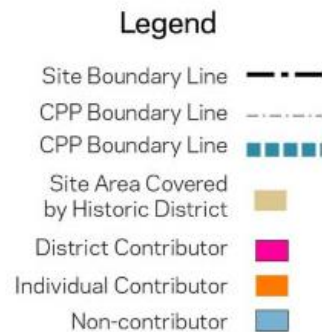 Legend
Site Boundary Line
CPP Boundary Line
CPP Boundary Line
Site Area Covered
by Historic District
District Contributor
Individual Contributor
Non-contributor